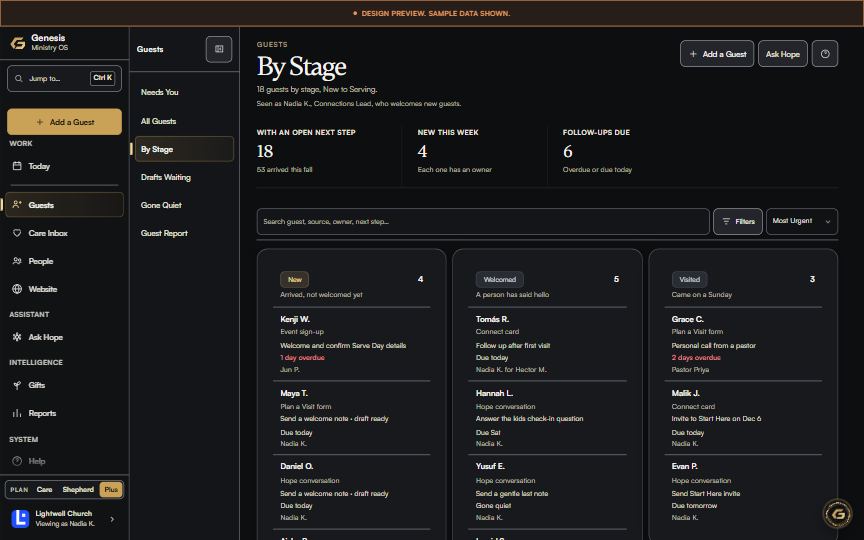 DESIGN PREVIEW. SAMPLE DATA SHOWN.
Genesis
Ministry OS
Jump to...
Ctrl K
Add a Guest
WORK
Today
Guests
Care Inbox
People
Website
ASSISTANT
Ask Hope
INTELLIGENCE
Gifts
Reports
SYSTEM
Help
PLAN
Care
Shepherd
Plus
Lightwell Church
Viewing as Nadia K.
Guests
Needs You
All Guests
By Stage
Drafts Waiting
Gone Quiet
Guest Report
GUESTS
By Stage
18 guests by stage, New to Serving.
Seen as Nadia K., Connections Lead, who welcomes new guests.
Add a Guest
Ask Hope
WITH AN OPEN NEXT STEP
18
53 arrived this fall
NEW THIS WEEK
4
Each one has an owner
FOLLOW-UPS DUE
6
Overdue or due today
Search guest, source, owner, next step...
Filters
Most Urgent
New
4
Arrived, not welcomed yet
Kenji W.
Event sign-up
Welcome and confirm Serve Day details
1 day overdue
Jun P.
Maya T.
Plan a Visit form
Send a welcome note · draft ready
Due today
Nadia K.
Daniel O.
Hope conversation
Send a welcome note · draft ready
Due today
Nadia K.
Welcomed
5
A person has said hello
Tomás R.
Connect card
Follow up after first visit
Due today
Nadia K. for Hector M.
Hannah L.
Hope conversation
Answer the kids check-in question
Due Sat
Nadia K.
Yusuf E.
Hope conversation
Send a gentle last note
Gone quiet
Nadia K.
Visited
3
Came on a Sunday
Grace C.
Plan a Visit form
Personal call from a pastor
2 days overdue
Pastor Priya
Malik J.
Connect card
Invite to Start Here on Dec 6
Due today
Nadia K.
Evan P.
Hope conversation
Send Start Here invite
Due tomorrow
Nadia K.